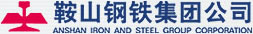 鞍山钢铁集团公司
ANSHAN IRON AND STEEL GROUP CORPORATION